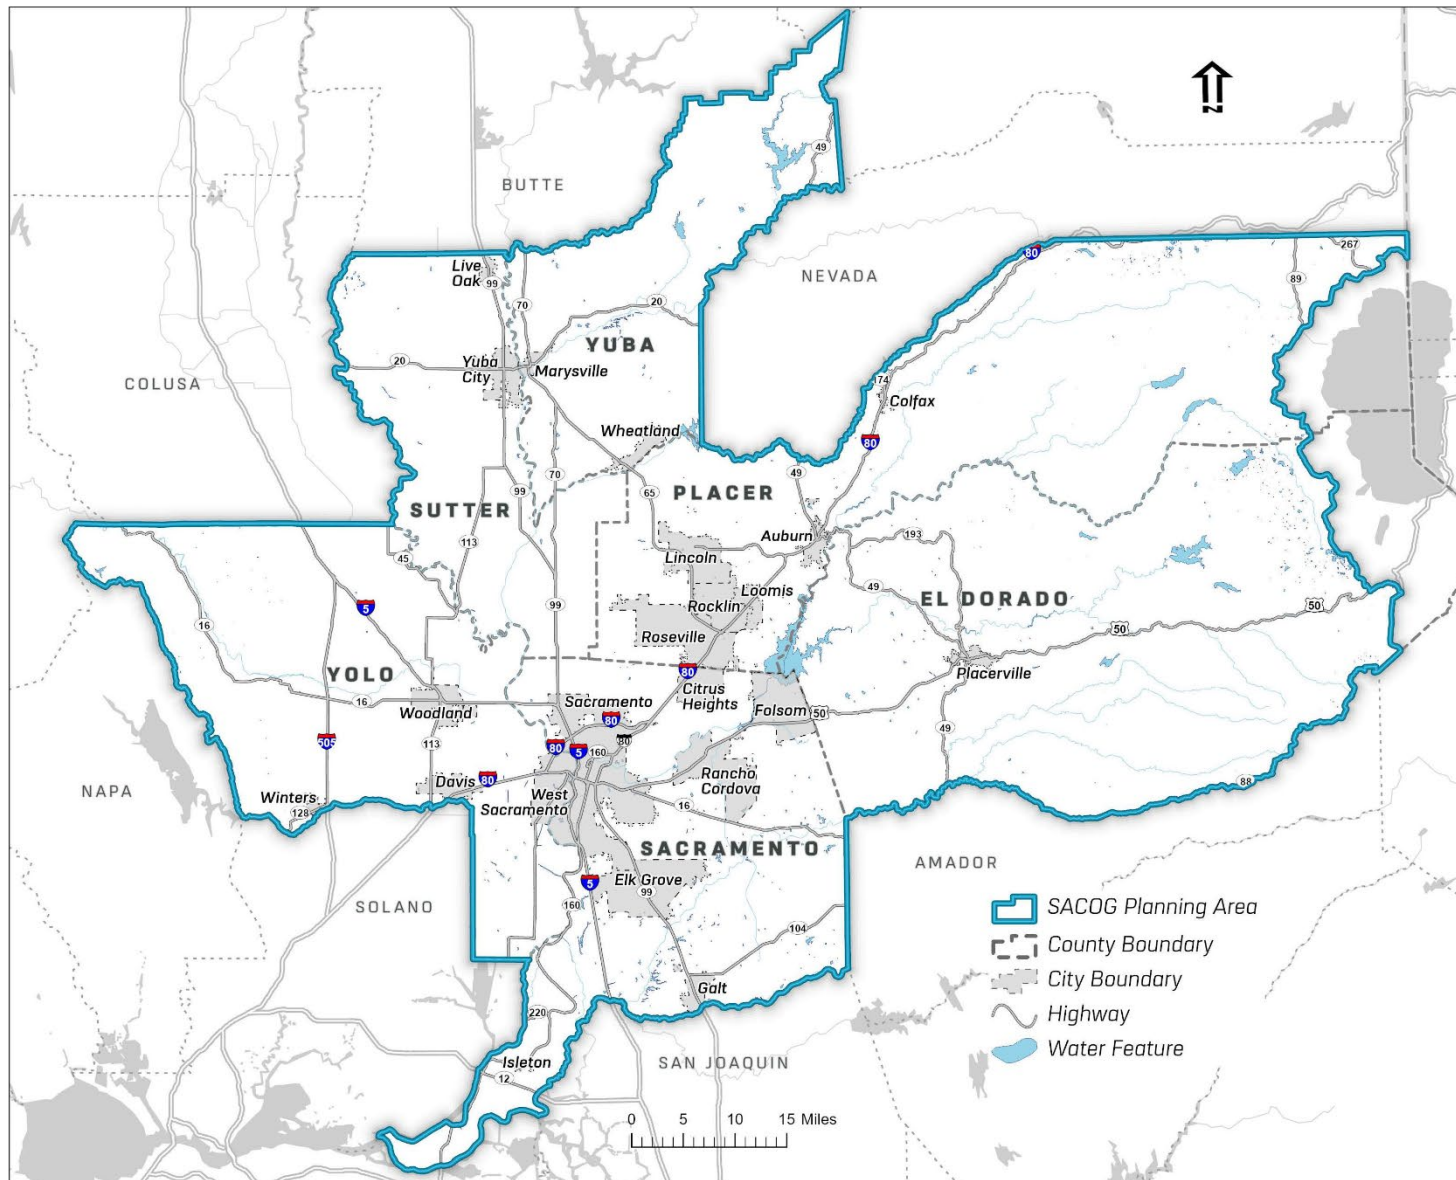 N
49
BUTTE
NEVADA
80
267
Live
Oak
99
89
70
20
YUBA
20
Yuba
City
Marysville
COLUSA
174
Colfax
Wheatland
80
70
49
65
PLACER
99
SUTTER
Auburn
193
113
Lincoln
45
Loomis
49
EL DORADO
99
Rocklin
50
5
16
Roseville
50
50
YOLO
80
Placerville
16
Citrus
Heights
Sacramento
Folsom
50
Woodland
80
49
505
113
80
80
5
160
Rancho
Cordova
88
NAPA
Davis
80
West
Sacramento
Winters
128
16
SACRAMENTO
AMADOR
Elk Grove
5
99
SOLANO
160
104
Galt
220
Isleton
12
SAN JOAQUIN
SACOG Planning Area
County Boundary
City Boundary
Highway
Water Feature
0 5 10 15 Miles